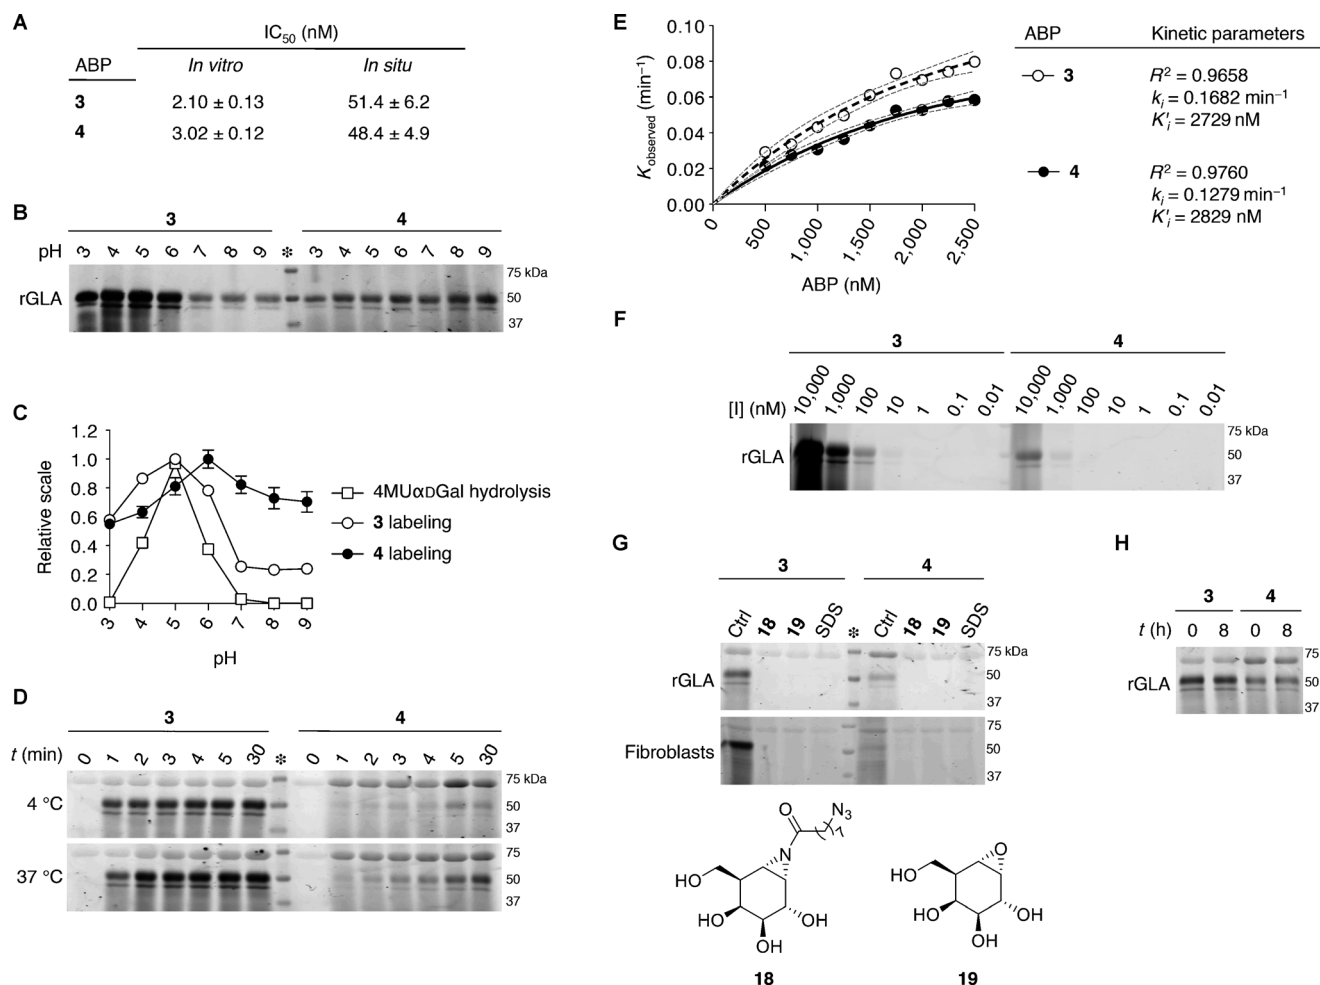 A
IC50 (nM)
ABP In vitro In situ
3 2.10 ± 0.13 51.4 ± 6.2
4 3.02 ± 0.12 48.4 ± 4.9
B
3 4
pH 3 4 5 6 7 8 9 * 3 4 5 6 7 8 9
75 kDa
rGLA 50
37
C
Relative scale
1.2
1.0
0.8
0.6
0.4
0.2
0.0
3 4 5 6 7 8 9
pH
4MUαDGal hydrolysis
3 labeling
4 labeling
D
3 4
t (min) 0 1 2 3 4 5 30 * 0 1 2 3 4 5 30
75 kDa
4 °C 50
37
75
37 °C 50
37
E
Kobserved (min−1)
0.10
0.08
0.06
0.04
0.02
0.00
0 500 1,000 1,500 2,000 2,500
ABP (nM)
ABP Kinetic parameters
3 R2 = 0.9658
ki = 0.1682 min−1
K′i = 2729 nM
4 R2 = 0.9760
ki = 0.1279 min−1
K′i = 2829 nM
F
3 4
[I] (nM) 10,000 1,000 100 10 1 0.1 0.01 10,000 1,000 100 10 1 0.1 0.01
75 kDa
rGLA 50
37
G
3 4
Ctrl 18 19 SDS * Ctrl 18 19 SDS
75 kDa
rGLA 50
37
75
Fibroblasts 50
37
O
N3
7
N
HO
HO
OH
OH
18
O
HO
HO
OH
OH
19
H
3 4
t (h) 0 8 0 8
75
rGLA 50
37